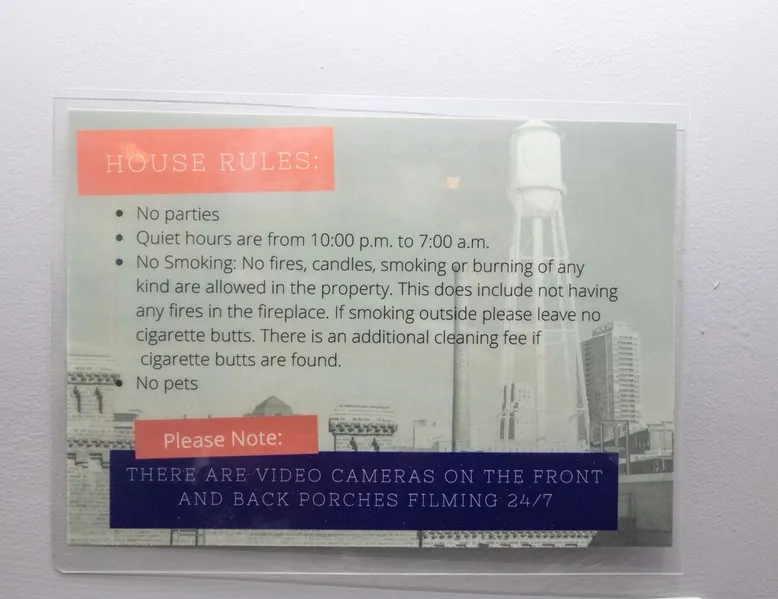 HOUSE RULES:
• No parties
• Quiet hours are from 10:00 p.m. to 7:00 a.m.
• No Smoking: No fires, candles, smoking or burning of any
kind are allowed in the property. This does include not having
any fires in the fireplace. If smoking outside please leave no
cigarette butts. There is an additional cleaning fee if
cigarette butts are found.
• No pets
Please Note:
THERE ARE VIDEO CAMERAS ON THE FRONT
AND BACK PORCHES FILMING 24/7